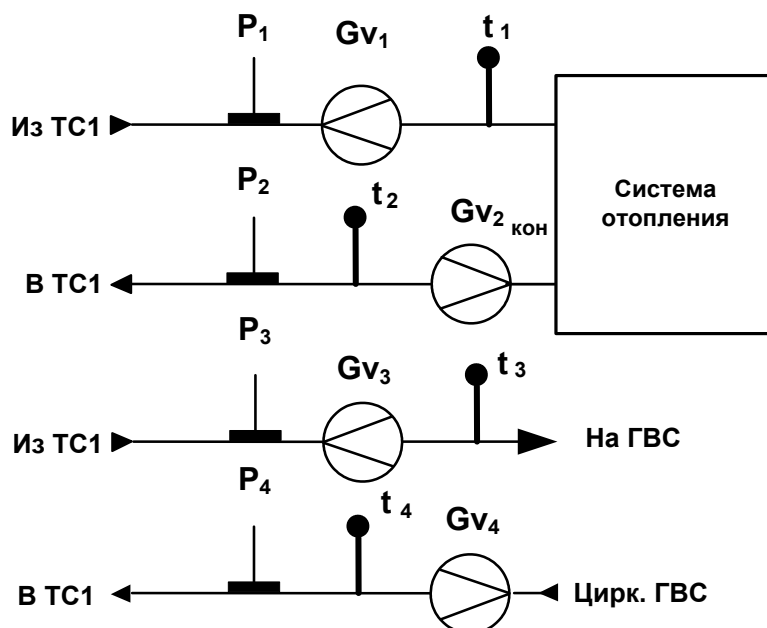 P1 Gv1 t1
Из ТС1
Система
отопления
P2 t2 Gv2 кон
В ТС1
P3 Gv3 t3
Из ТС1 На ГВС
P4 t4 Gv4
В ТС1 Цирк. ГВС